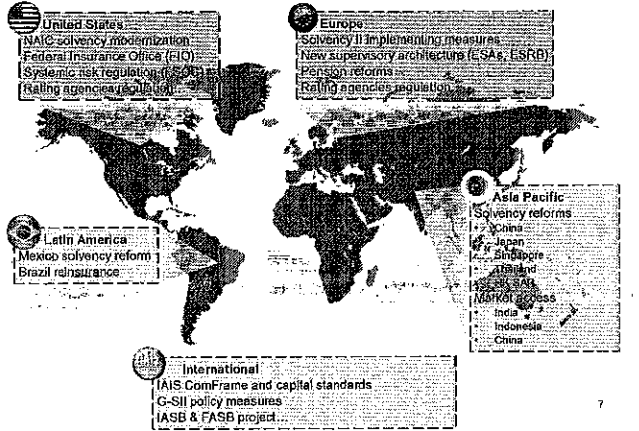 United States
NAIC solvency modernization
Federal Insurance Office (FIO)
Systemic risk regulation (FSOC)
Rating agencies regulation
Europe
Solvency II implementing measures
New supervisory architecture (ESAs, ESRB)
Pension reforms
Rating agencies regulation
Latin America
Mexico solvency reform
Brazil reinsurance
Asia Pacific
Solvency reforms
China
Japan
Singapore
Thailand
Market access
India
Indonesia
China
International
IAIS ComFrame and capital standards
G-SII policy measures
IASB & FASB project...
7